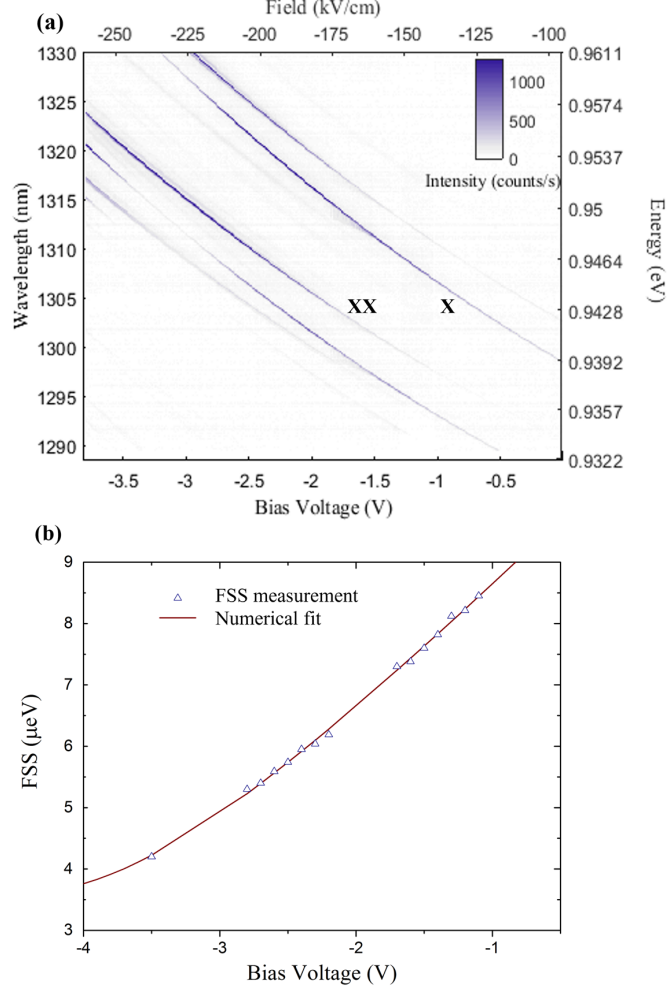 (a)
Field (kV/cm)
-250 -225 -200 -175 -150 -125 -100
1330 0.9611
1325 0.9574
1320 0.9537
1315 0.95
1310 0.9464
1305 0.9428
1300 0.9392
1295 0.9357
1290 0.9322
Wavelength (nm)
Energy (eV)
1000
500
0
Intensity (counts/s)
XX X
-3.5 -3 -2.5 -2 -1.5 -1 -0.5
Bias Voltage (V)
(b)
9
8
7
6
5
4
3
FSS (μeV)
FSS measurement
Numerical fit
-4 -3 -2 -1
Bias Voltage (V)